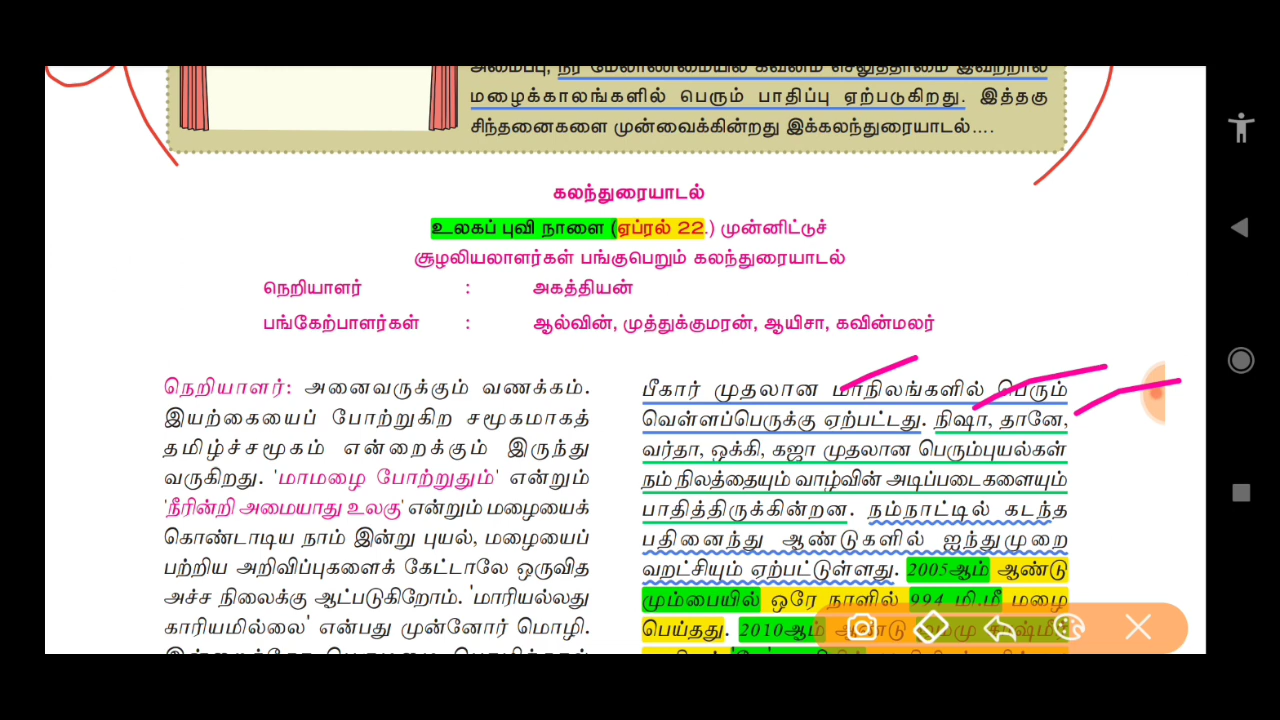 அமைப்பு, நீர் மேலாண்மையில் கவனம் செலுத்தாமை இவற்றால்
மழைக்காலங்களில் பெரும் பாதிப்பு ஏற்படுகிறது. இத்தகு
சிந்தனைகளை முன்வைக்கின்றது இக்கலந்துரையாடல்....
கலந்துரையாடல்
உலகப் புவி நாளை (ஏப்ரல் 22.) முன்னிட்டுச்
சூழலியலாளர்கள் பங்குபெறும் கலந்துரையாடல்
நெறியாளர் : அகத்தியன்
பங்கேற்பாளர்கள் : ஆல்வின், முத்துக்குமரன், ஆயிசா, கவின்மலர்
நெறியாளர்: அனைவருக்கும் வணக்கம்.
இயற்கையைப் போற்றுகிற சமூகமாகத்
தமிழ்ச்சமூகம் என்றைக்கும் இருந்து
வருகிறது. 'மாமழை போற்றுதும்' என்றும்
'நீரின்றி அமையாது உலகு' என்றும் மழையைக்
கொண்டாடிய நாம் இன்று புயல், மழையைப்
பற்றிய அறிவிப்புகளைக் கேட்டாலே ஒருவித
அச்ச நிலைக்கு ஆட்படுகிறோம். 'மாரியல்லது
காரியமில்லை' என்பது முன்னோர் மொழி.
பீகார் முதலான மாநிலங்களில் பெரும்
வெள்ளப்பெருக்கு ஏற்பட்டது. நிஷா, தானே,
வர்தா, ஒக்கி, கஜா முதலான பெரும்புயல்கள்
நம் நிலத்தையும் வாழ்வின் அடிப்படைகளையும்
பாதித்திருக்கின்றன. நம்நாட்டில் கடந்த
பதினைந்து ஆண்டுகளில் ஐந்துமுறை
வறட்சியும் ஏற்பட்டுள்ளது. 2005ஆம் ஆண்டு
மும்பையில் ஒரே நாளில் 994 மி.மீ மழை
பெய்தது. 2010ஆம் ஆண்டு